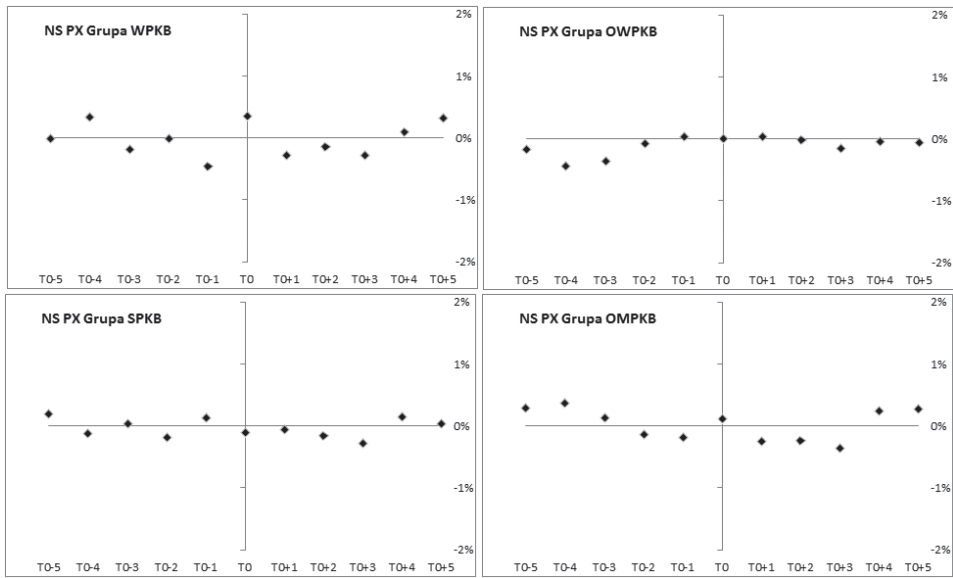 NS PX Grupa WPKB
2%
1%
0%
-1%
-2%
T0-5 T0-4 T0-3 T0-2 T0-1 T0 T0+1 T0+2 T0+3 T0+4 T0+5
NS PX Grupa OWPKB
2%
1%
0%
-1%
-2%
T0-5 T0-4 T0-3 T0-2 T0-1 T0 T0+1 T0+2 T0+3 T0+4 T0+5
NS PX Grupa SPKB
2%
1%
0%
-1%
-2%
T0-5 T0-4 T0-3 T0-2 T0-1 T0 T0+1 T0+2 T0+3 T0+4 T0+5
NS PX Grupa OMPKB
2%
1%
0%
-1%
-2%
T0-5 T0-4 T0-3 T0-2 T0-1 T0 T0+1 T0+2 T0+3 T0+4 T0+5